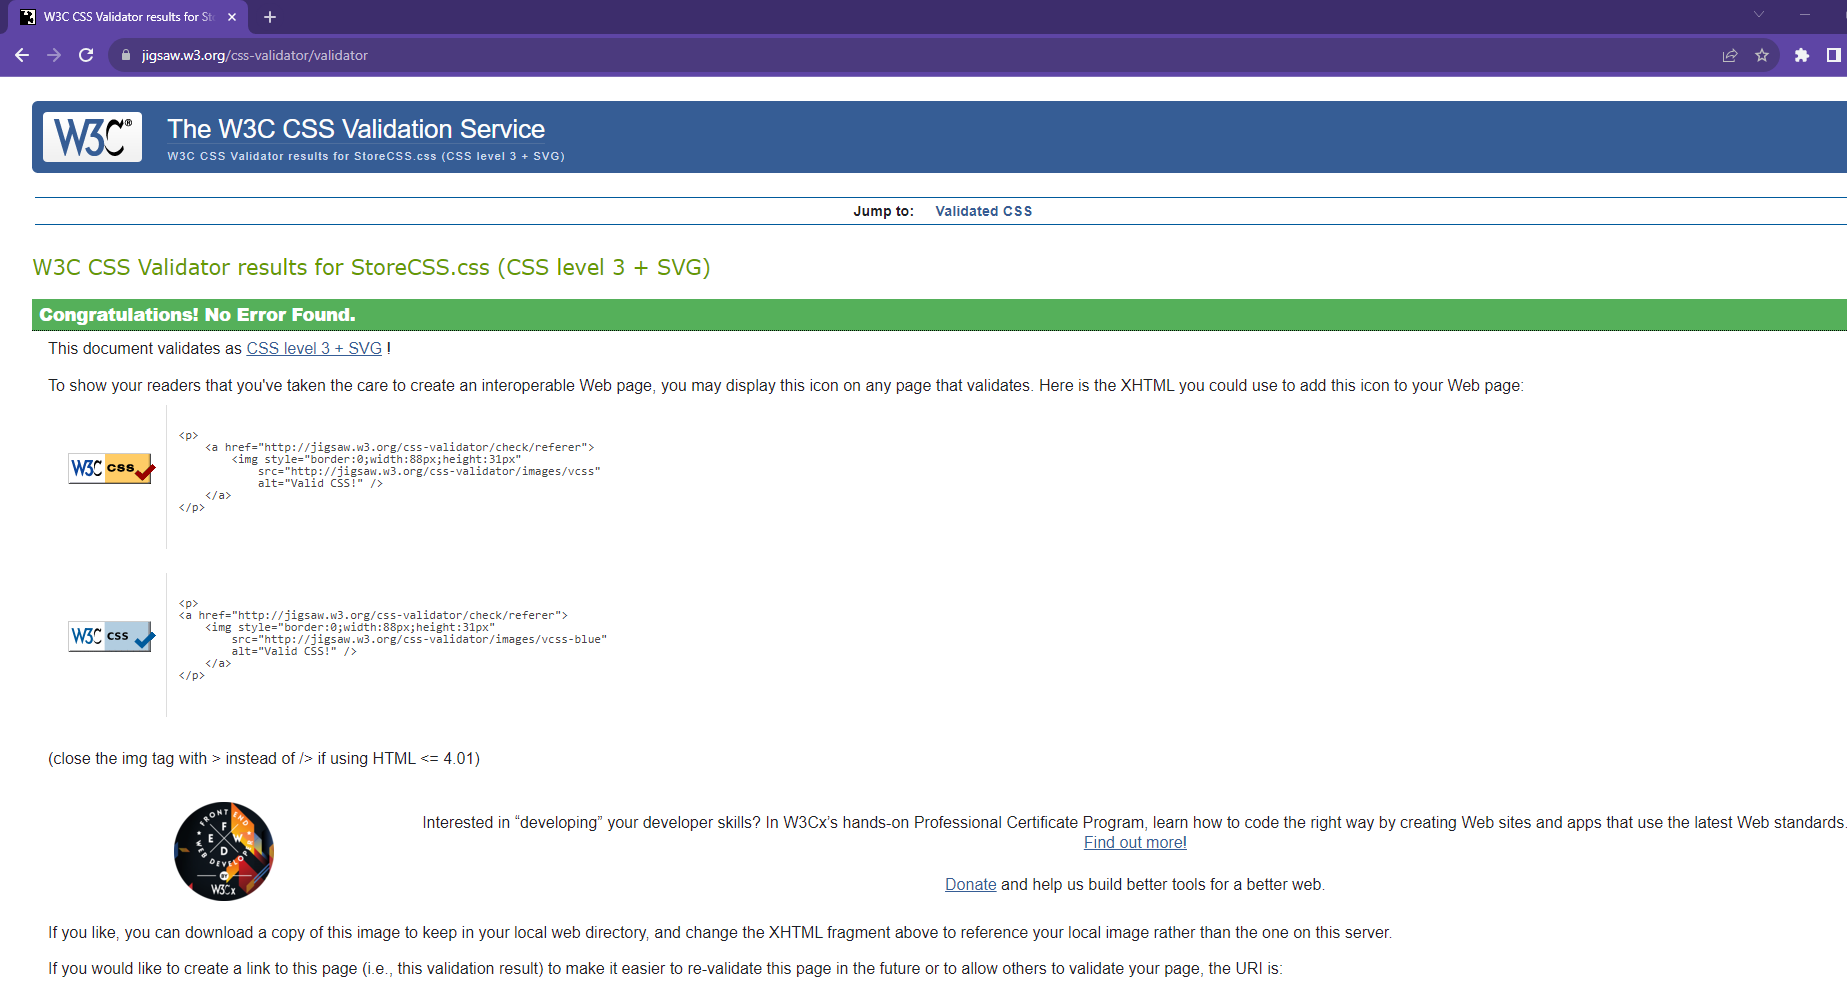 W3C CSS Validator results for Sto
jigsaw.w3.org/css-validator/validator
W3C®
The W3C CSS Validation Service
W3C CSS Validator results for StoreCSS.css (CSS level 3 + SVG)
Jump to: Validated CSS
W3C CSS Validator results for StoreCSS.css (CSS level 3 + SVG)
Congratulations! No Error Found.
This document validates as CSS level 3 + SVG !
To show your readers that you've taken the care to create an interoperable Web page, you may display this icon on any page that validates. Here is the XHTML you could use to add this icon to your Web page:
W3C CSS
<p>
<a href="http://jigsaw.w3.org/css-validator/check/referer">
<img style="border:0;width:88px;height:31px"
src="http://jigsaw.w3.org/css-validator/images/vcss"
alt="Valid CSS!" />
</a>
</p>
W3C CSS
<p>
<a href="http://jigsaw.w3.org/css-validator/check/referer">
<img style="border:0;width:88px;height:31px"
src="http://jigsaw.w3.org/css-validator/images/vcss-blue"
alt="Valid CSS!" />
</a>
</p>
(close the img tag with > instead of /> if using HTML <= 4.01)
FRONT END
F
E W
D
WEB DEVELOP
BY
W3Cx
Interested in “developing” your developer skills? In W3Cx’s hands-on Professional Certificate Program, learn how to code the right way by creating Web sites and apps that use the latest Web standards.
Find out more!
Donate and help us build better tools for a better web.
If you like, you can download a copy of this image to keep in your local web directory, and change the XHTML fragment above to reference your local image rather than the one on this server.
If you would like to create a link to this page (i.e., this validation result) to make it easier to re-validate this page in the future or to allow others to validate your page, the URI is: